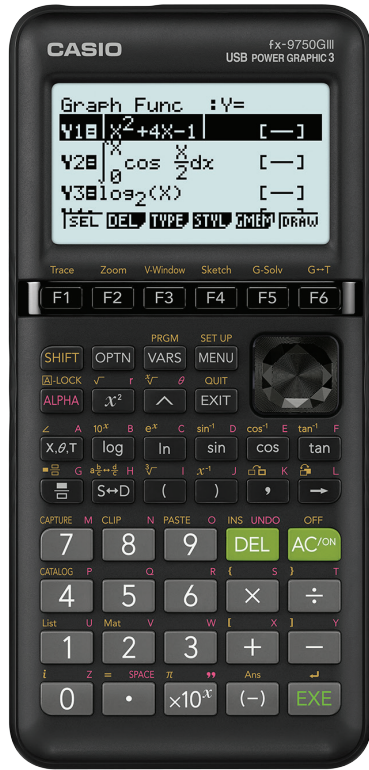 CASIO
fx-9750GIII
USB POWER GRAPHIC 3
Graph Func :Y=
Y1=x²+4X-1 [—]
Y2=∫₀ˣcos X/2 dx [—]
Y3=log₂(X) [—]
SEL DEL TYPE STYL GMEM DRAW
Trace Zoom V-Window Sketch G-Solv G↔T
F1 F2 F3 F4 F5 F6
PRGM SET UP
SHIFT OPTN VARS MENU
A-LOCK √ r ˣ√ θ QUIT
ALPHA x² ^ EXIT
∠ A 10ˣ B eˣ C sin⁻¹ D cos⁻¹ E tan⁻¹ F
X,θ,T log ln sin cos tan
G H ³√ I x⁻¹ J K L
S↔D ( ) , →
CAPTURE M CLIP N PASTE O INS UNDO OFF
7 8 9 DEL AC/ON
CATALOG P Q R { S } T
4 5 6 × ÷
List U Mat V W [ X ] Y
1 2 3 + −
i Z = SPACE π " Ans ↵
0 . ×10ˣ (−) EXE